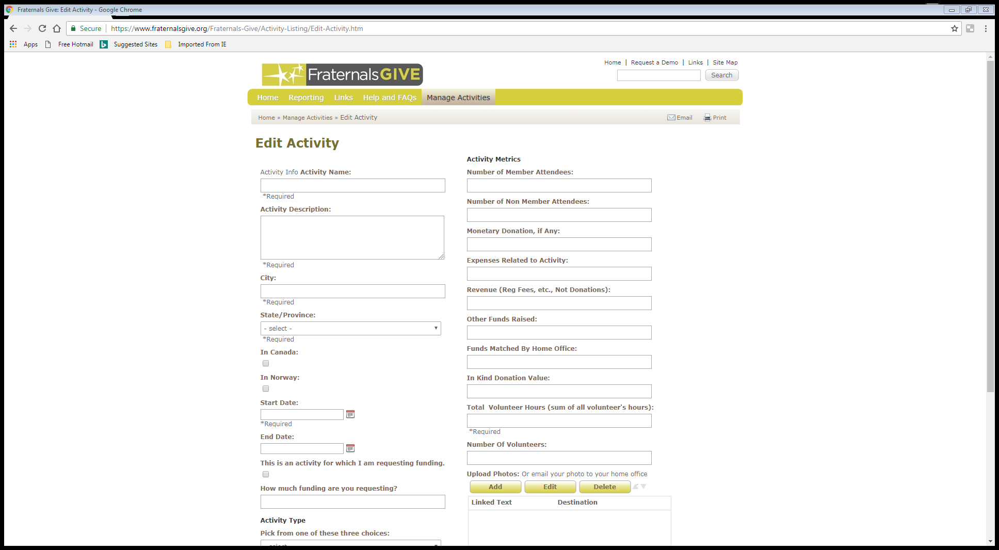 Fraternals Give: Edit Activity - Google Chrome
Secure https://www.fraternalsgive.org/Fraternals-Give/Activity-Listing/Edit-Activity.htm
Apps Free Hotmail Suggested Sites Imported From IE
Home | Request a Demo | Links | Site Map
FraternalsGIVE
Search
Home Reporting Links Help and FAQs Manage Activities
Home » Manage Activities » Edit Activity
Email Print
Edit Activity
Activity Info Activity Name:
*Required
Activity Description:
*Required
City:
*Required
State/Province:
- select -
*Required
In Canada:
In Norway:
Start Date:
*Required
End Date:
This is an activity for which I am requesting funding.
How much funding are you requesting?
Activity Type
Pick from one of these three choices:
- select -
Activity Metrics
Number of Member Attendees:
Number of Non Member Attendees:
Monetary Donation, if Any:
Expenses Related to Activity:
Revenue (Reg Fees, etc., Not Donations):
Other Funds Raised:
Funds Matched By Home Office:
In Kind Donation Value:
Total  Volunteer Hours (sum of all volunteer's hours):
*Required
Number Of Volunteers:
Upload Photos: Or email your photo to your home office
Add Edit Delete
Linked Text Destination